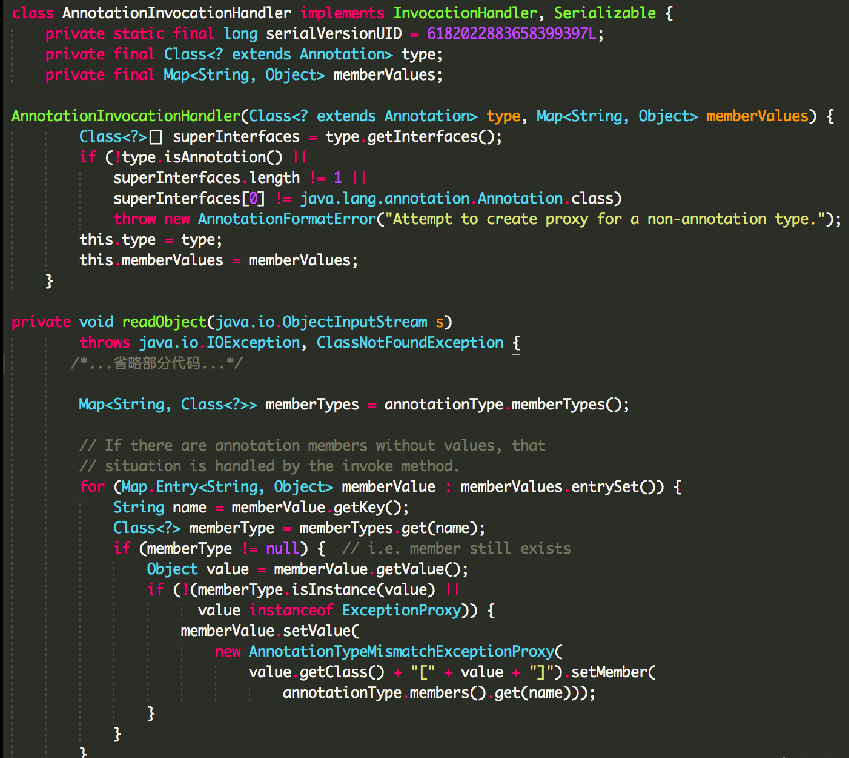 class AnnotationInvocationHandler implements InvocationHandler, Serializable {
private static final long serialVersionUID = 6182022883658399397L;
private final Class<? extends Annotation> type;
private final Map<String, Object> memberValues;
AnnotationInvocationHandler(Class<? extends Annotation> type, Map<String, Object> memberValues) {
Class<?>[] superInterfaces = type.getInterfaces();
if (!type.isAnnotation() ||
superInterfaces.length != 1 ||
superInterfaces[0] != java.lang.annotation.Annotation.class)
throw new AnnotationFormatError("Attempt to create proxy for a non-annotation type.");
this.type = type;
this.memberValues = memberValues;
}
private void readObject(java.io.ObjectInputStream s)
throws java.io.IOException, ClassNotFoundException {
/*...省略部分代码...*/
Map<String, Class<?>> memberTypes = annotationType.memberTypes();
// If there are annotation members without values, that
// situation is handled by the invoke method.
for (Map.Entry<String, Object> memberValue : memberValues.entrySet()) {
String name = memberValue.getKey();
Class<?> memberType = memberTypes.get(name);
if (memberType != null) {  // i.e. member still exists
Object value = memberValue.getValue();
if (!(memberType.isInstance(value) ||
value instanceof ExceptionProxy)) {
memberValue.setValue(
new AnnotationTypeMismatchExceptionProxy(
value.getClass() + "[" + value + "]").setMember(
annotationType.members().get(name)));
}
}
}